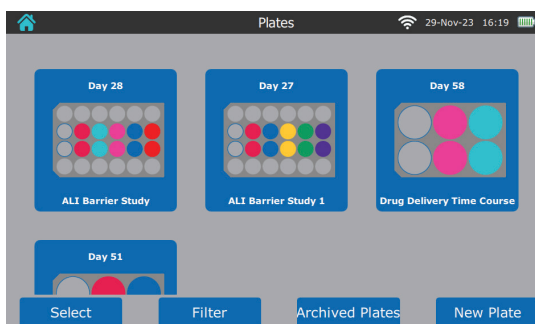 Plates
29-Nov-23 16:19
Day 28
Day 27
Day 58
ALI Barrier Study
ALI Barrier Study 1
Drug Delivery Time Course
Day 51
Select
Filter
Archived Plates
New Plate